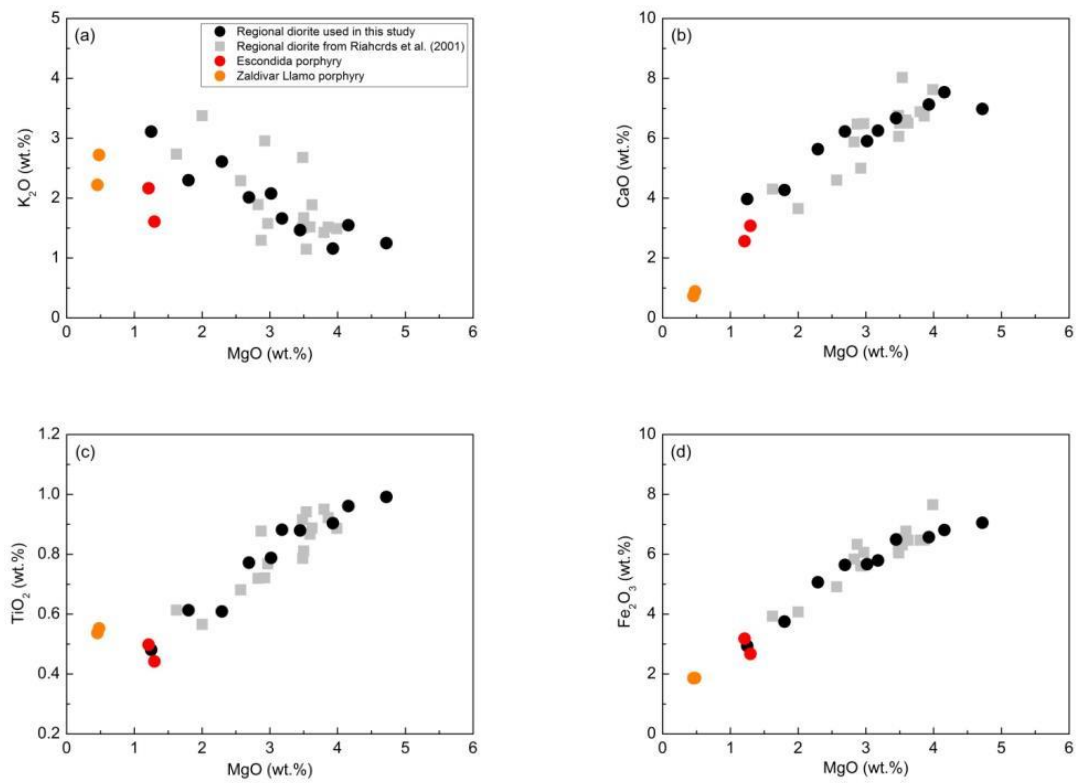 (a)
Regional diorite used in this study
Regional diorite from Riahcrds et al. (2001)
Escondida porphyry
Zaldivar Llamo porphyry
5
4
3
2
1
0
K₂O (wt.%)
0 1 2 3 4 5 6
MgO (wt.%)
(b)
10
8
6
4
2
0
CaO (wt.%)
0 1 2 3 4 5 6
MgO (wt.%)
(c)
1.2
1.0
0.8
0.6
0.4
0.2
TiO₂ (wt.%)
0 1 2 3 4 5 6
MgO (wt.%)
(d)
10
8
6
4
2
0
Fe₂O₃ (wt.%)
0 1 2 3 4 5 6
MgO (wt.%)